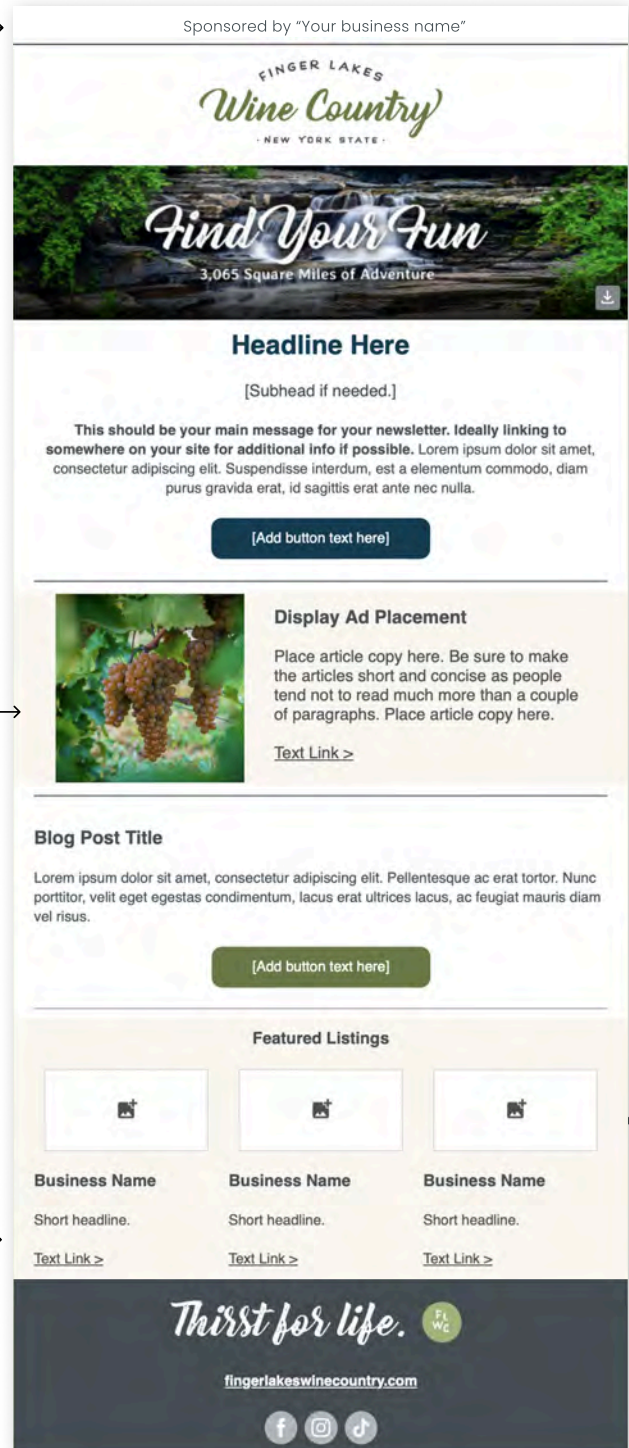 Sponsored by “Your business name”
FINGER LAKES
Wine Country
· NEW YORK STATE ·
Find Your Fun
3,065 Square Miles of Adventure
Headline Here
[Subhead if needed.]
This should be your main message for your newsletter. Ideally linking to
somewhere on your site for additional info if possible. Lorem ipsum dolor sit amet,
consectetur adipiscing elit. Suspendisse interdum, est a elementum commodo, diam
purus gravida erat, id sagittis erat ante nec nulla.
[Add button text here]
Display Ad Placement
Place article copy here. Be sure to make
the articles short and concise as people
tend not to read much more than a couple
of paragraphs. Place article copy here.
Text Link >
Blog Post Title
Lorem ipsum dolor sit amet, consectetur adipiscing elit. Pellentesque ac erat tortor. Nunc
porttitor, velit eget egestas condimentum, lacus erat ultrices lacus, ac feugiat mauris diam
vel risus.
[Add button text here]
Featured Listings
Business Name
Short headline.
Text Link >
Business Name
Short headline.
Text Link >
Business Name
Short headline.
Text Link >
Thirst for life.
FL
WC
fingerlakeswinecountry.com